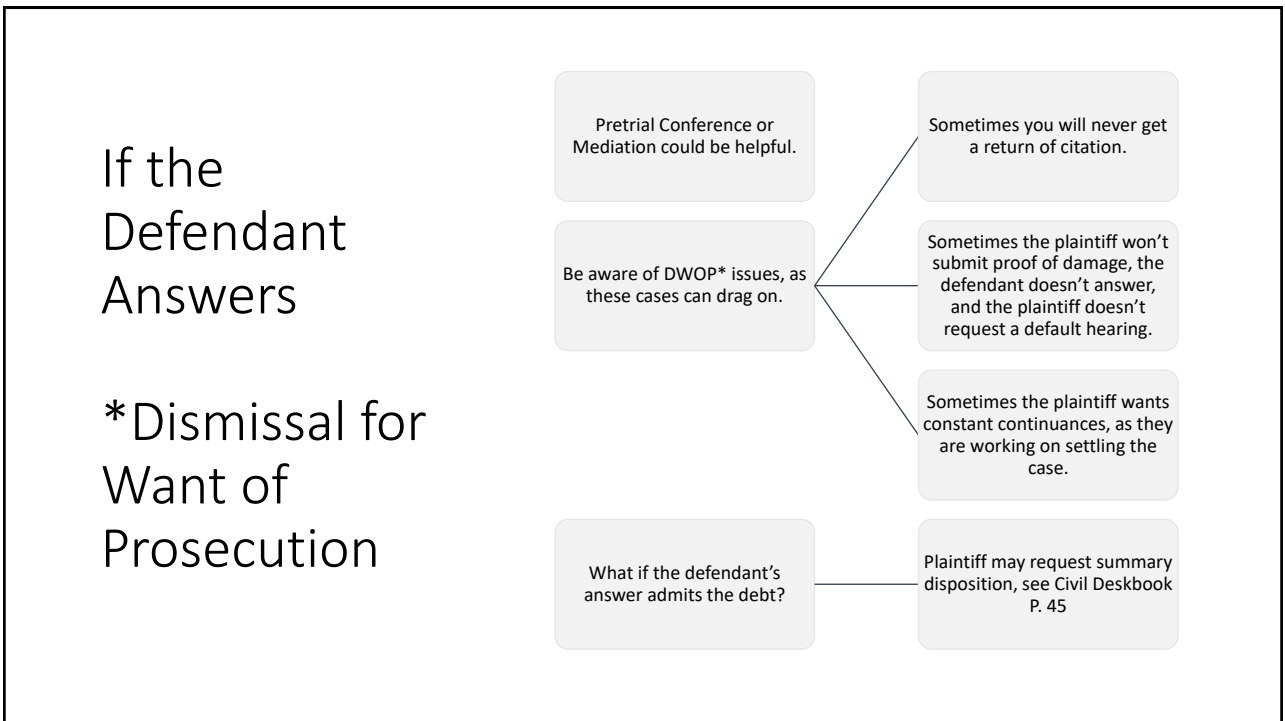 If the
Defendant
Answers
*Dismissal for
Want of
Prosecution
Pretrial Conference or
Mediation could be helpful.
Be aware of DWOP* issues, as
these cases can drag on.
Sometimes you will never get
a return of citation.
Sometimes the plaintiff won’t
submit proof of damage, the
defendant doesn’t answer,
and the plaintiff doesn’t
request a default hearing.
Sometimes the plaintiff wants
constant continuances, as they
are working on settling the
case.
What if the defendant’s
answer admits the debt?
Plaintiff may request summary
disposition, see Civil Deskbook
P. 45